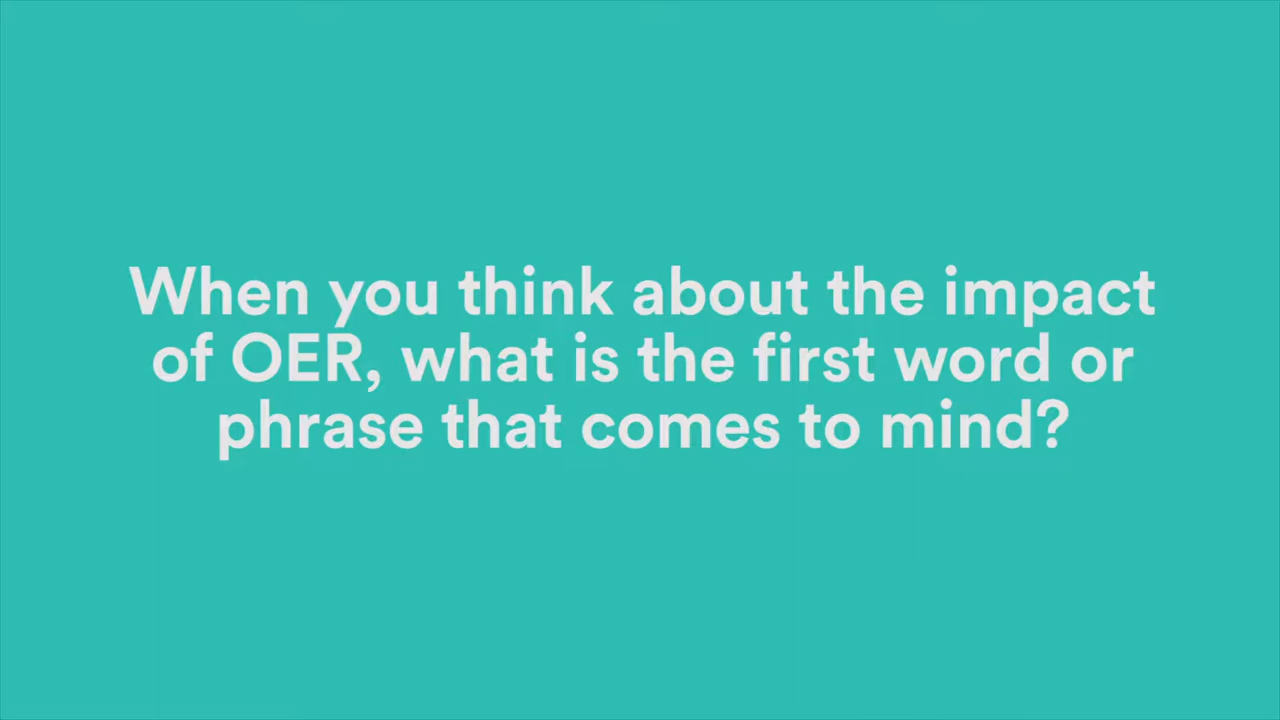 When you think about the impact
of OER, what is the first word or
phrase that comes to mind?